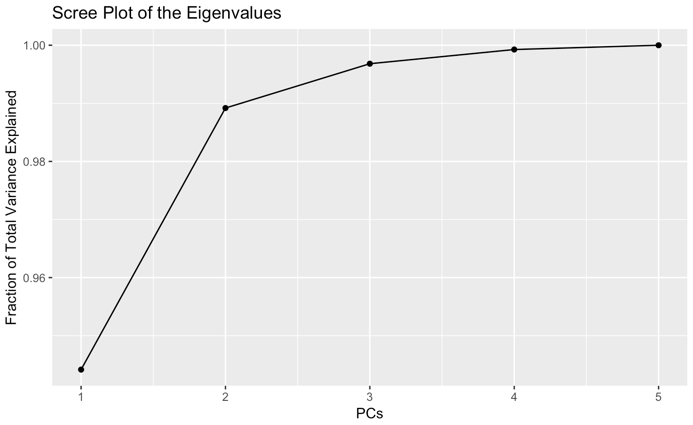 Scree Plot of the Eigenvalues
Fraction of Total Variance Explained
1.00
0.98
0.96
1 2 3 4 5
PCs